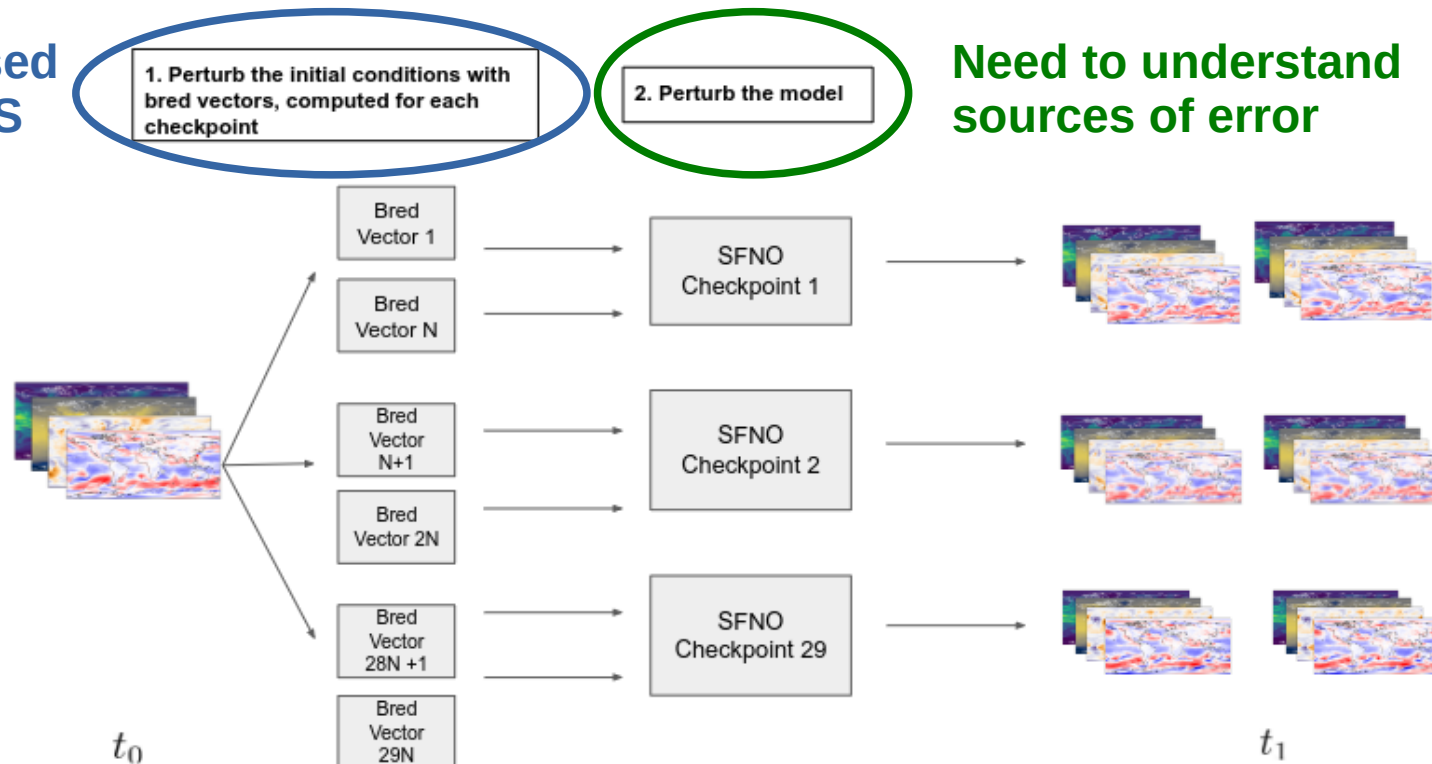 1. Perturb the initial conditions with
bred vectors, computed for each
checkpoint
2. Perturb the model
Need to understand
sources of error
Bred
Vector 1
Bred
Vector N
SFNO
Checkpoint 1
Bred
Vector
N+1
Bred
Vector 2N
SFNO
Checkpoint 2
Bred
Vector
28N +1
Bred
Vector
29N
SFNO
Checkpoint 29
t₀
t₁